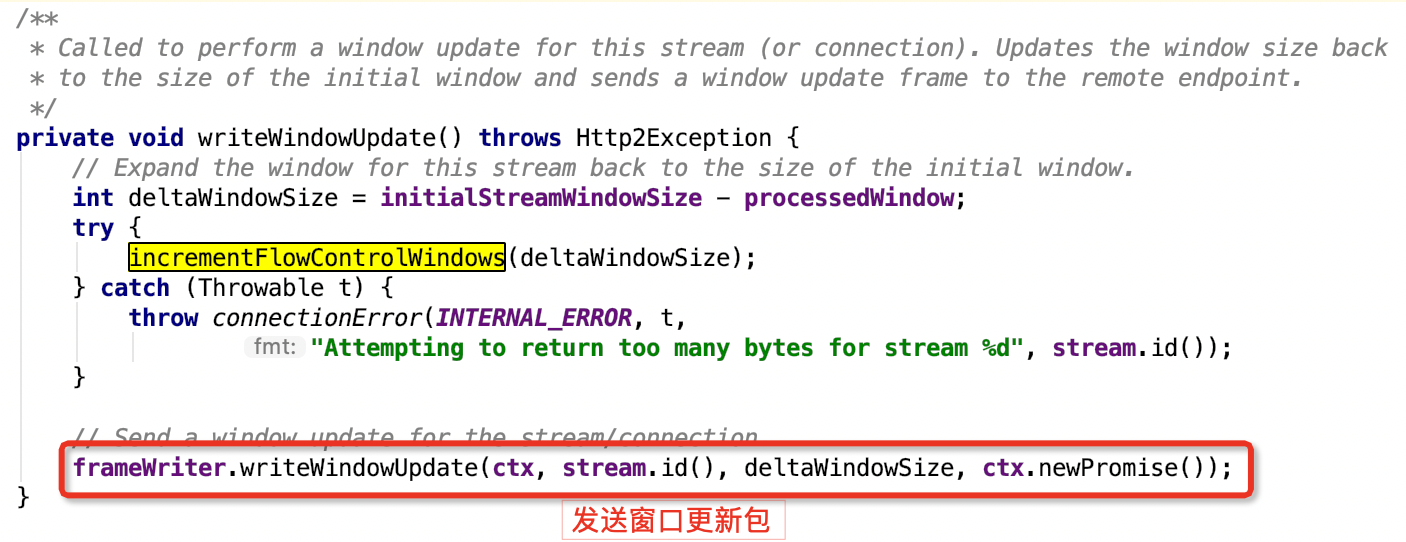 /**
 * Called to perform a window update for this stream (or connection). Updates the window size back
 * to the size of the initial window and sends a window update frame to the remote endpoint.
 */
private void writeWindowUpdate() throws Http2Exception {
    // Expand the window for this stream back to the size of the initial window.
    int deltaWindowSize = initialStreamWindowSize - processedWindow;
    try {
        incrementFlowControlWindows(deltaWindowSize);
    } catch (Throwable t) {
        throw connectionError(INTERNAL_ERROR, t,
                fmt: "Attempting to return too many bytes for stream %d", stream.id());
    }
    // Send a window update for the stream/connection
    frameWriter.writeWindowUpdate(ctx, stream.id(), deltaWindowSize, ctx.newPromise());
}
发送窗口更新包